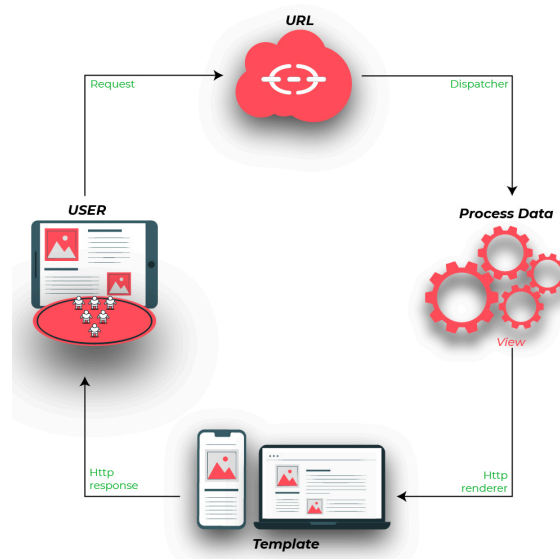 URL
Request
Dispatcher
USER
Process Data
View
Http
response
Http
renderer
Template